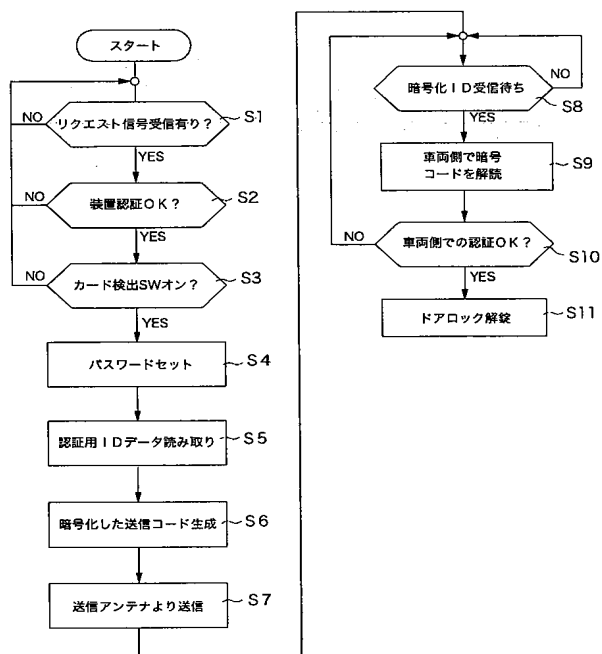 スタート
リクエスト信号受信有り？
S1
NO
YES
装置認証OK？
S2
NO
YES
カード検出SWオン？
S3
NO
YES
パスワードセット
S4
認証用IDデータ読み取り
S5
暗号化した送信コード生成
S6
送信アンテナより送信
S7
暗号化ID受信待ち
NO
S8
YES
車両側で暗号
コードを解読
S9
車両側での認証OK？
NO
S10
YES
ドアロック解錠
S11